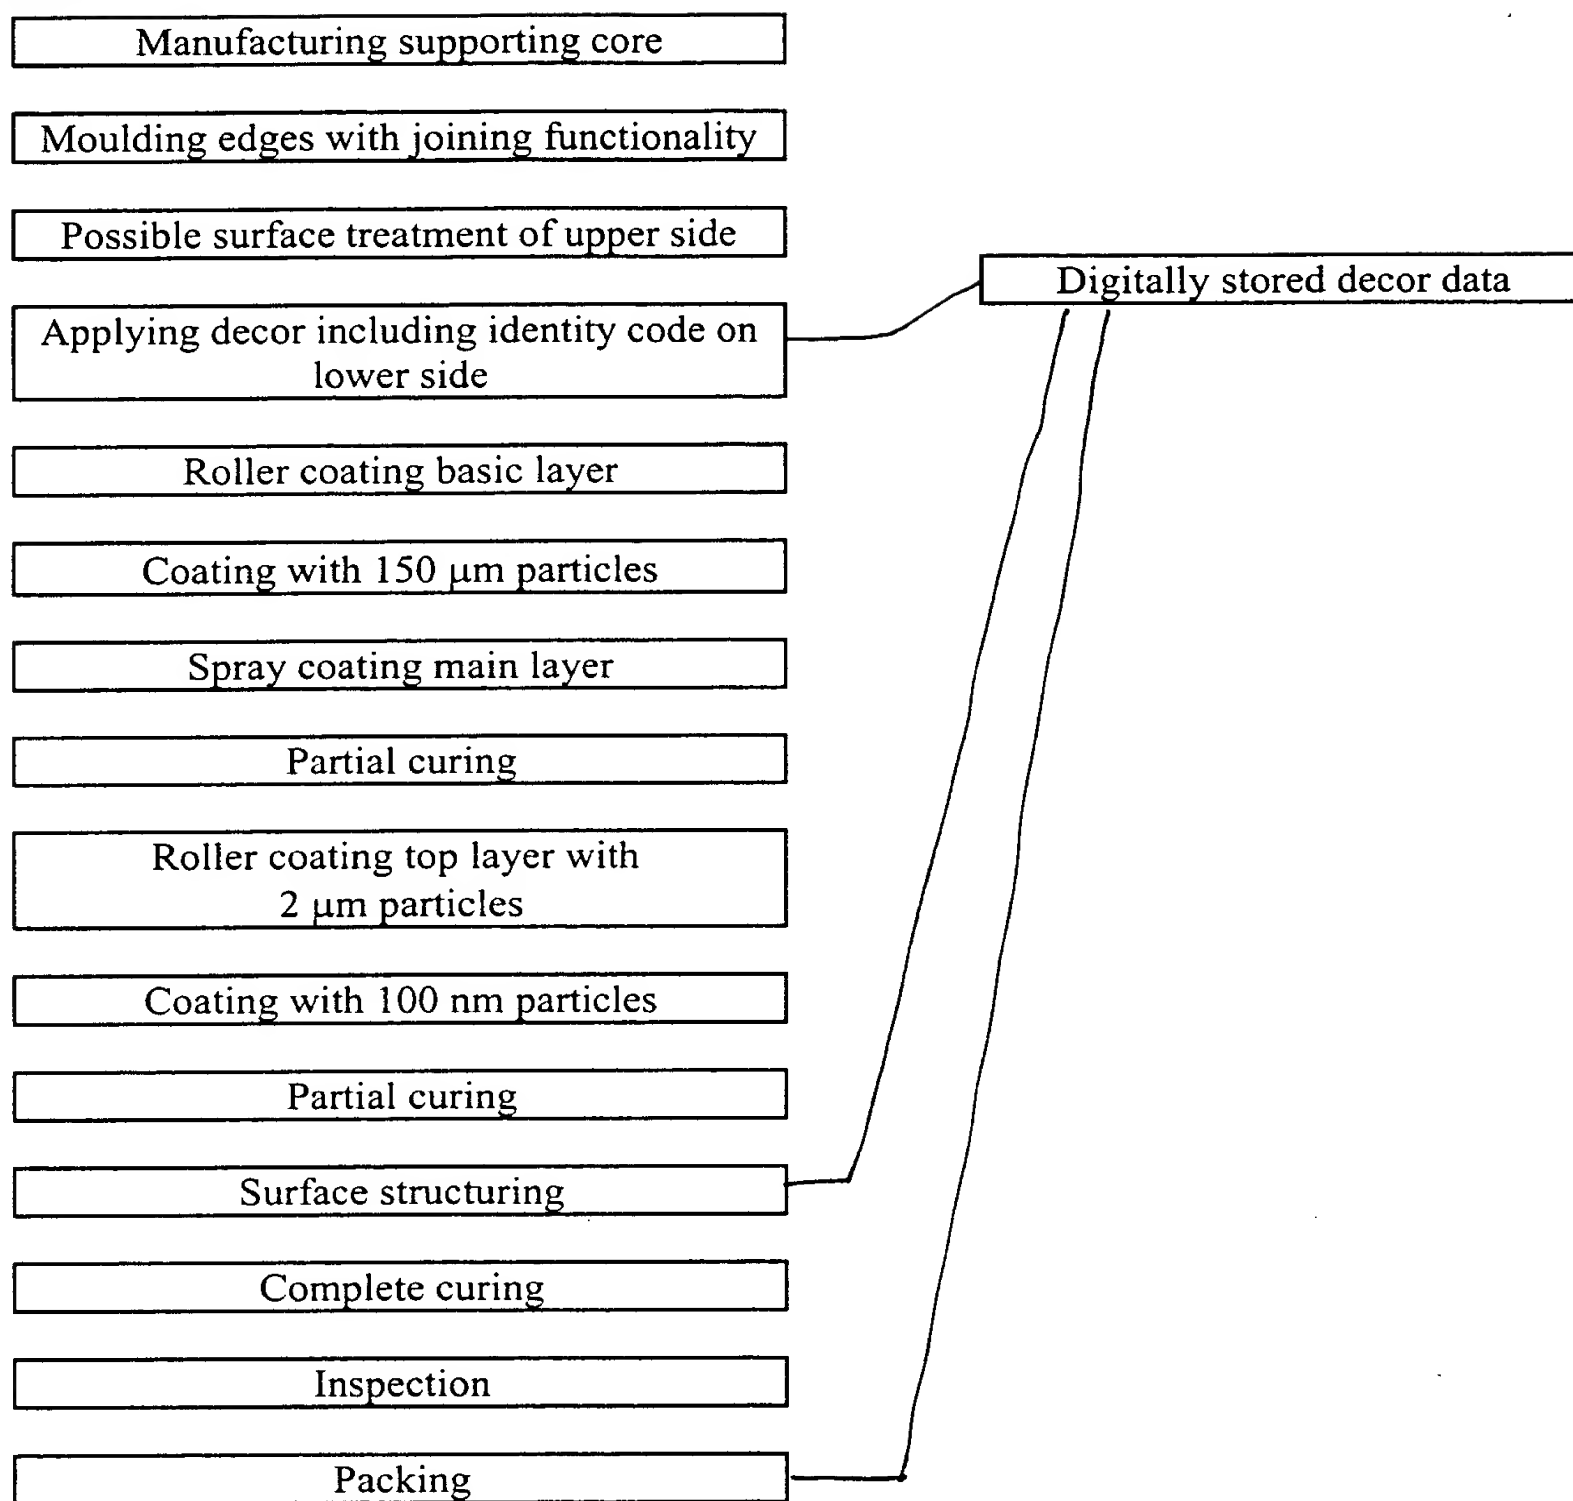 Manufacturing supporting core
Moulding edges with joining functionality
Possible surface treatment of upper side
Digitally stored decor data
Applying decor including identity code on
lower side
Roller coating basic layer
Coating with 150 μm particles
Spray coating main layer
Partial curing
Roller coating top layer with
2 μm particles
Coating with 100 nm particles
Partial curing
Surface structuring
Complete curing
Inspection
Packing